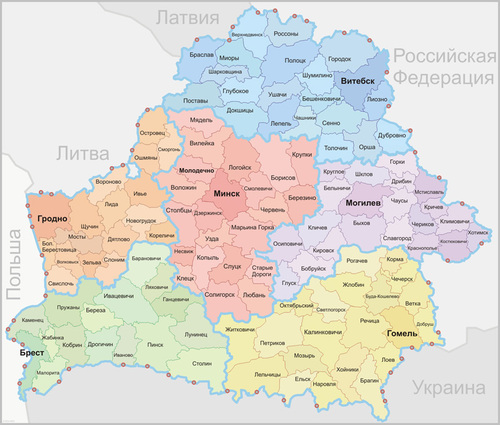 Латвия
Российская
Федерация
Литва
Польша
Украина
Верхнедвинск
Россоны
Браслав
Миоры
Полоцк
Городок
Шарковщина
Шумилино
Витебск
Глубокое
Ушачи
Бешенковичи
Лиозно
Поставы
Докшицы
Лепель
Чашники
Сенно
Толочин
Орша
Дубровно
Островец
Сморгонь
Ошмяны
Вороново
Ивье
Лида
Гродно
Щучин
Новогрудок
Мосты
Дятлово
Кореличи
Бол.
Берестовица
Волковыск
Зельва
Слоним
Свислочь
Мядель
Вилейка
Молодечно
Логойск
Борисов
Крупки
Воложин
Минск
Смолевичи
Столбцы
Дзержинск
Червень
Березино
Узда
Марьина Горка
Несвиж
Копыль
Слуцк
Старые
Дороги
Клецк
Солигорск
Любань
Горки
Шклов
Круглое
Дрибин
Мстиславль
Белыничи
Могилев
Чаусы
Кричев
Быхов
Климовичи
Хотимск
Осиповичи
Кировск
Славгород
Чериков
Костюковичи
Краснополье
Кличев
Бобруйск
Глуск
Барановичи
Ивацевичи
Ляховичи
Ганцевичи
Пружаны
Береза
Каменец
Жабинка
Брест
Кобрин
Дрогичин
Иваново
Пинск
Лунинец
Малорита
Столин
Рогачев
Корма
Чечерск
Жлобин
Октябрьский
Светлогорск
Буда-Кошелево
Ветка
Житковичи
Калинковичи
Речица
Гомель
Добруш
Петриков
Мозырь
Хойники
Лоев
Лельчицы
Ельск
Наровля
Брагин